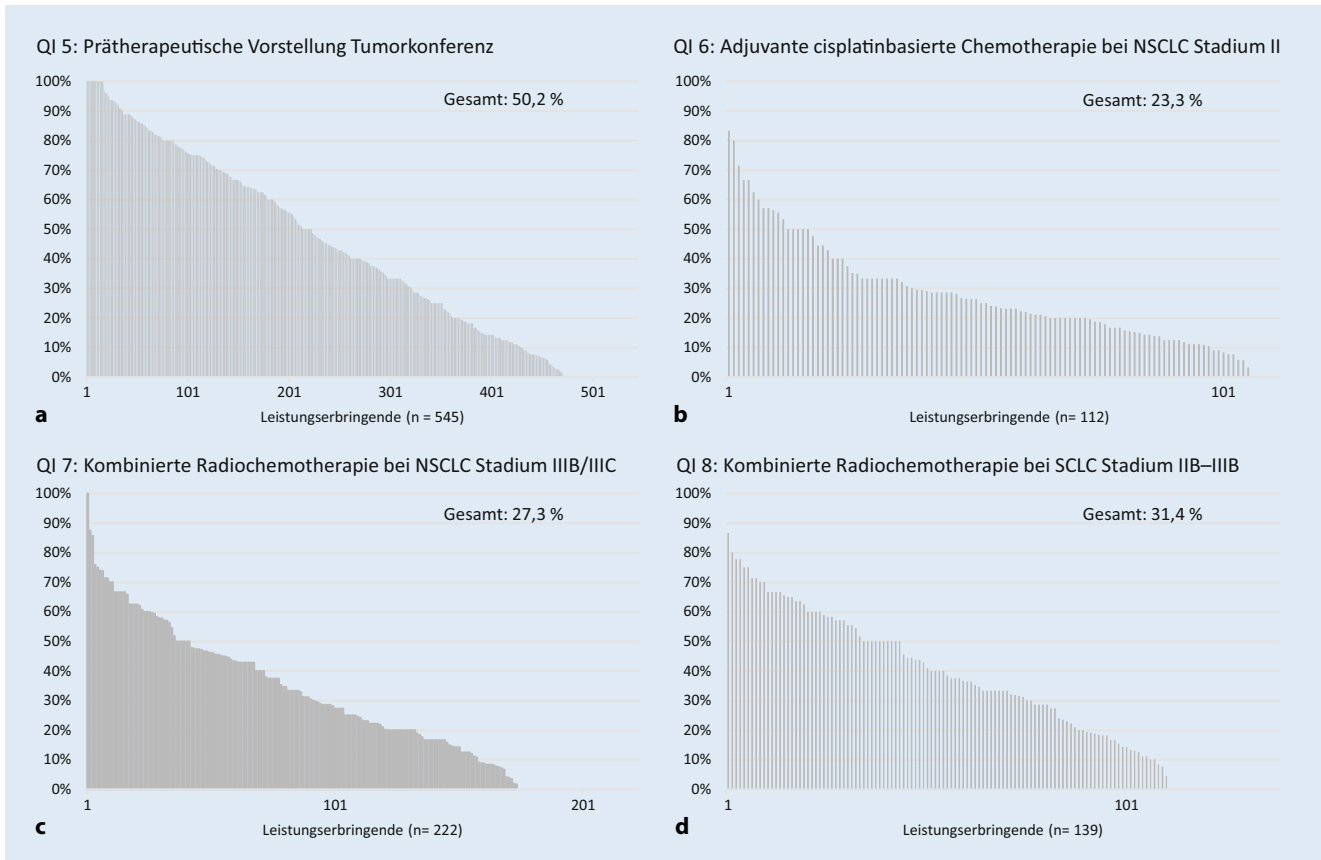 QI 5: Prätherapeutische Vorstellung Tumorkonferenz
100%
90%
80%
70%
60%
50%
40%
30%
20%
10%
0%
Gesamt: 50,2 %
1 101 201 301 401 501
Leistungserbringende (n = 545)
a
QI 6: Adjuvante cisplatinbasierte Chemotherapie bei NSCLC Stadium II
100%
90%
80%
70%
60%
50%
40%
30%
20%
10%
0%
Gesamt: 23,3 %
1 101
Leistungserbringende (n= 112)
b
QI 7: Kombinierte Radiochemotherapie bei NSCLC Stadium IIIB/IIIC
100%
90%
80%
70%
60%
50%
40%
30%
20%
10%
0%
Gesamt: 27,3 %
1 101 201
Leistungserbringende (n= 222)
c
QI 8: Kombinierte Radiochemotherapie bei SCLC Stadium IIB–IIIB
100%
90%
80%
70%
60%
50%
40%
30%
20%
10%
0%
Gesamt: 31,4 %
1 101
Leistungserbringende (n= 139)
d